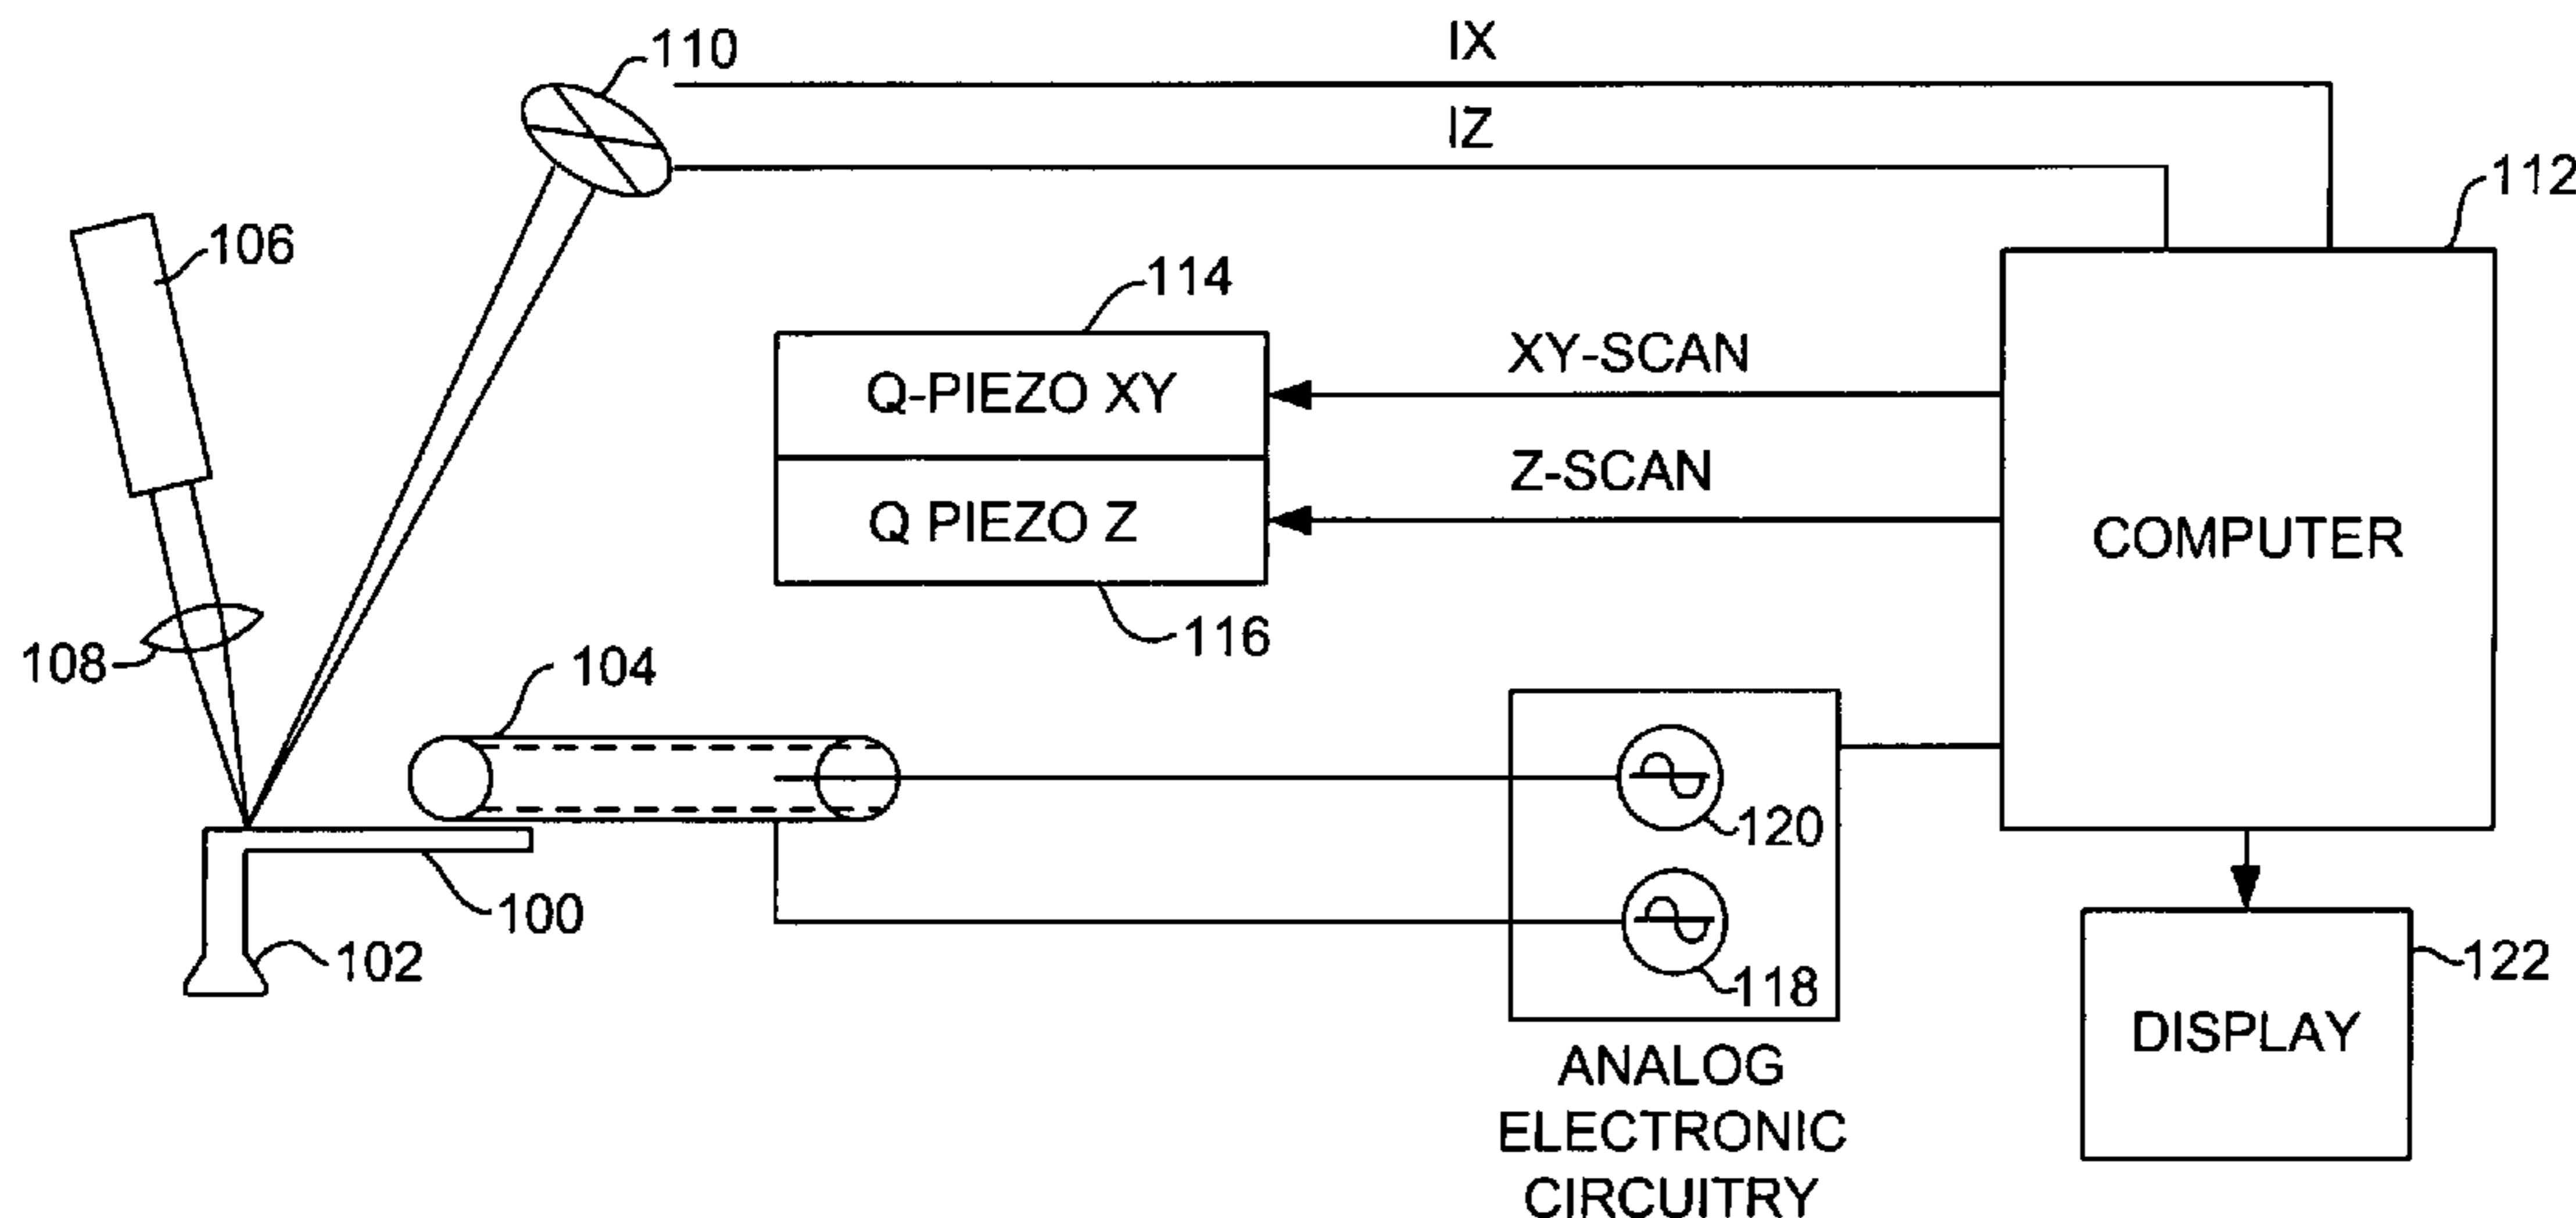 110
IX
IZ
112
106
114
XY-SCAN
Q-PIEZO XY
Z-SCAN
Q PIEZO Z
COMPUTER
116
108
104
120
100
102
118
122
DISPLAY
ANALOG
ELECTRONIC
CIRCUITRY